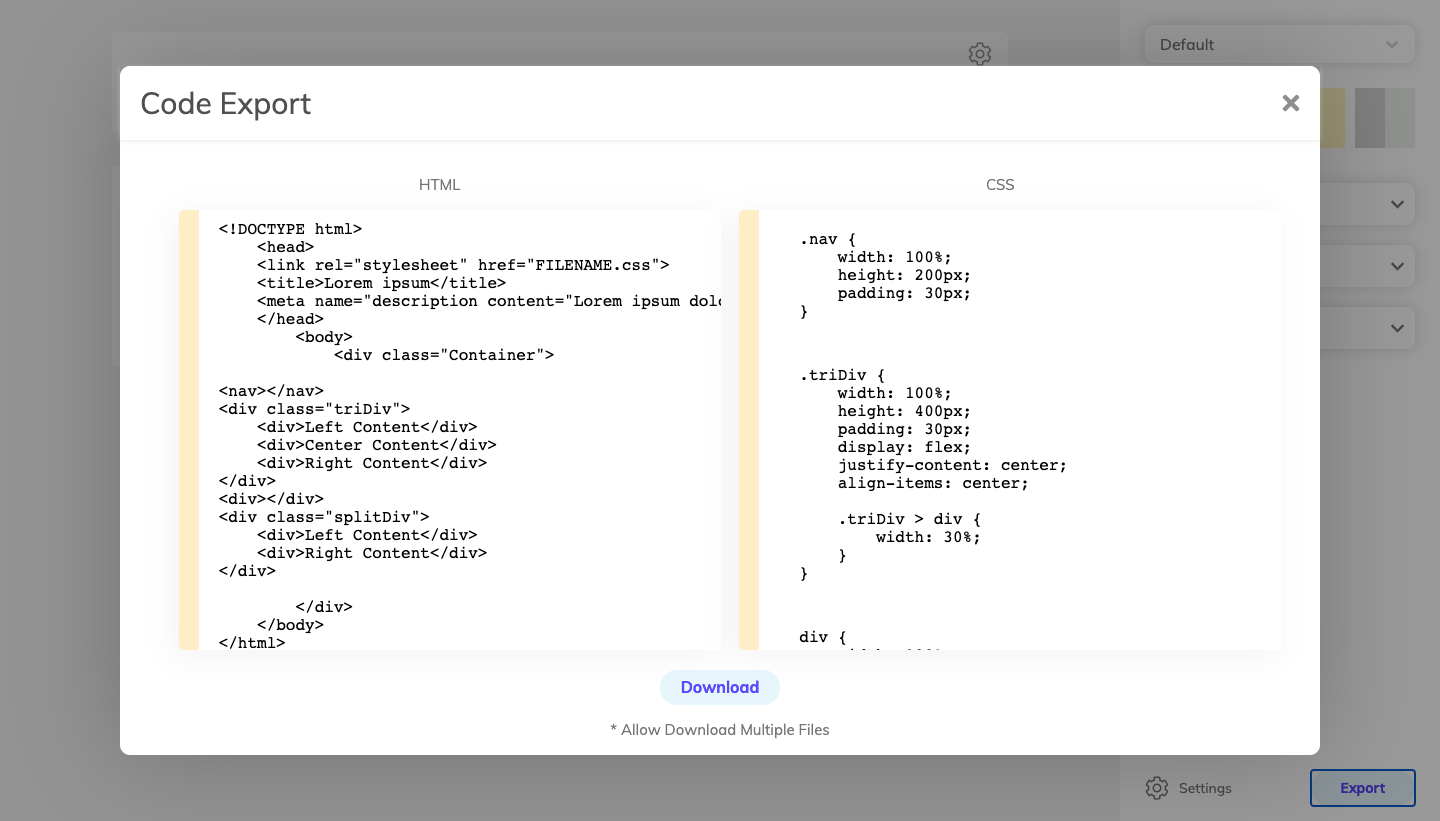 Default
Code Export
HTML
<!DOCTYPE html>
    <head>
    <link rel="stylesheet" href="FILENAME.css">
    <title>Lorem ipsum</title>
    <meta name="description content="Lorem ipsum dolo
    </head>
        <body>
            <div class="Container">
<nav></nav>
<div class="triDiv">
    <div>Left Content</div>
    <div>Center Content</div>
    <div>Right Content</div>
</div>
<div></div>
<div class="splitDiv">
    <div>Left Content</div>
    <div>Right Content</div>
</div>
        </div>
    </body>
</html>
CSS
.nav {
    width: 100%;
    height: 200px;
    padding: 30px;
}
.triDiv {
    width: 100%;
    height: 400px;
    padding: 30px;
    display: flex;
    justify-content: center;
    align-items: center;
    .triDiv > div {
        width: 30%;
    }
}
div {
Download
* Allow Download Multiple Files
Settings
Export